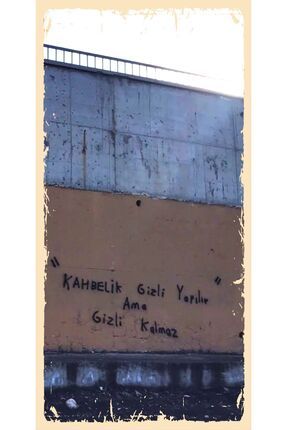 " KAHBELİK Gizli Yapılır "
Ama
Gizli Kalmaz